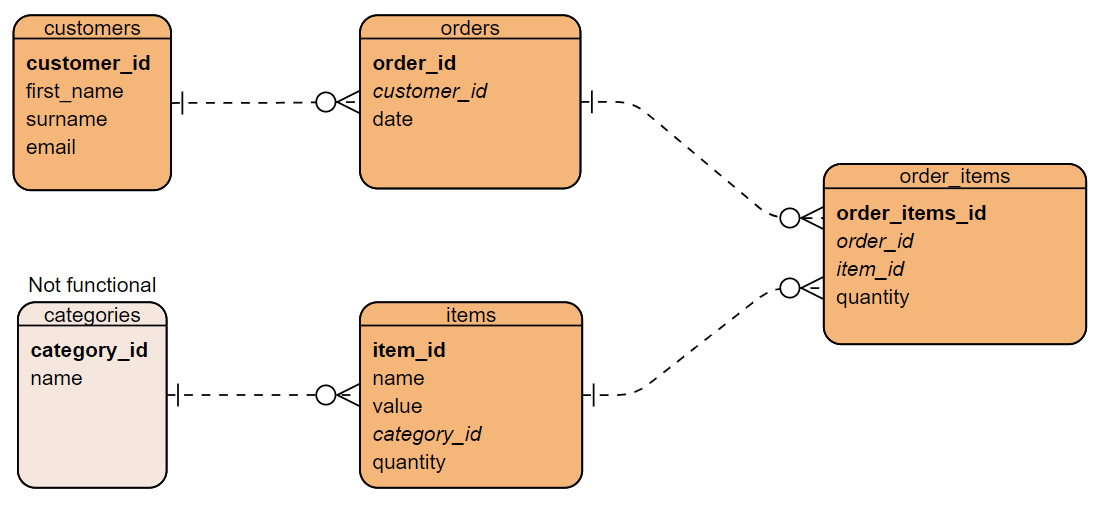 customers
customer_id
first_name
surname
email
orders
order_id
customer_id
date
order_items
order_items_id
order_id
item_id
quantity
Not functional
categories
category_id
name
items
item_id
name
value
category_id
quantity